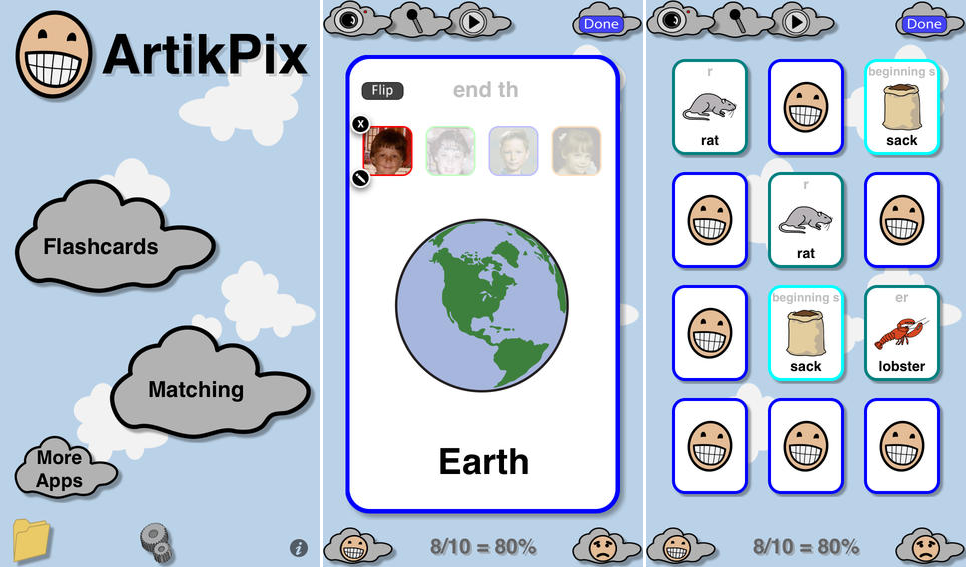 ArtikPix
Flashcards
Matching
More
Apps
i
Done
Flip
end th
x
Earth
8/10 = 80%
Done
r
rat
beginning s
sack
r
rat
beginning s
sack
er
lobster
8/10 = 80%